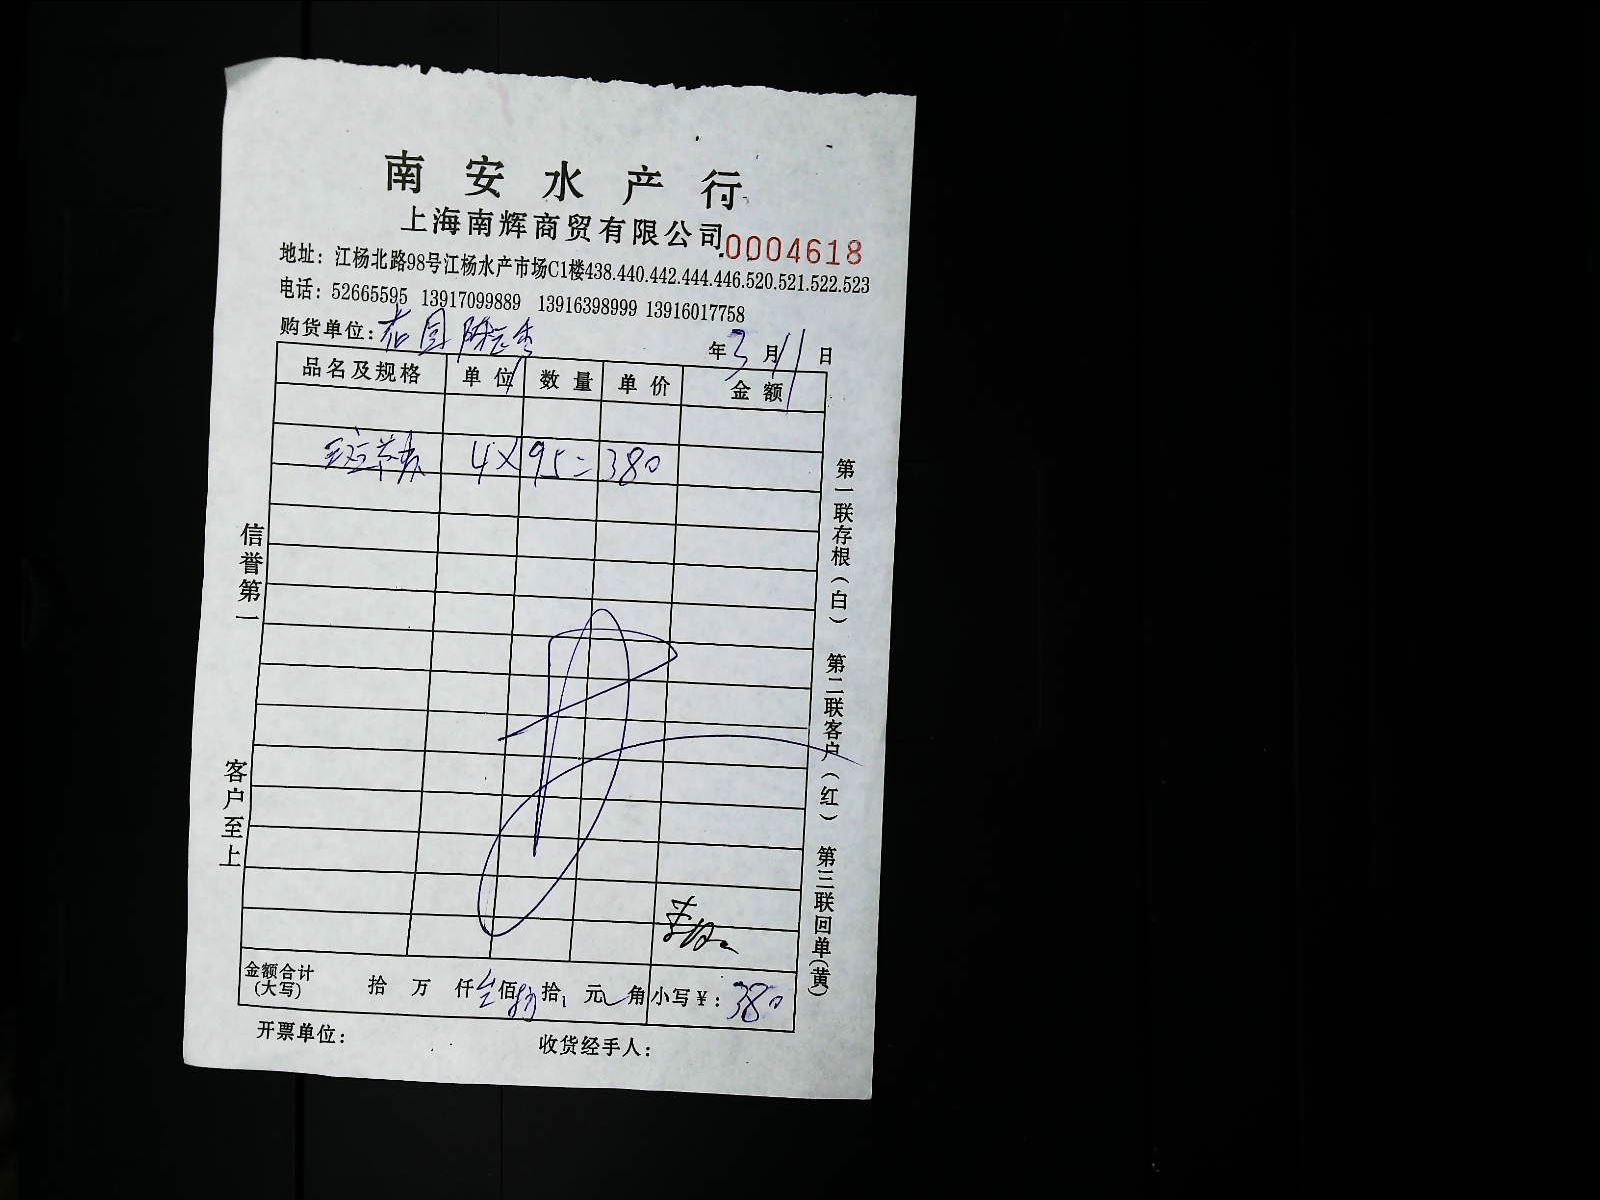 南安水产行
上海南辉商贸有限公司
0004618
地址：江杨北路98号江杨水产市场C1楼438.440.442.444.446.520.521.522.523
电话：52665595 13917099889 13916398999 13916017758
购货单位：
年3月11日
品名及规格 单位 数量 单价 金额
4×95=380
信誉第一
客户至上
第一联存根（白） 第二联客户（红） 第三联回单（黄）
金额合计（大写） 拾 万 仟 佰 拾 元 角 小写￥：380
开票单位： 收货经手人：